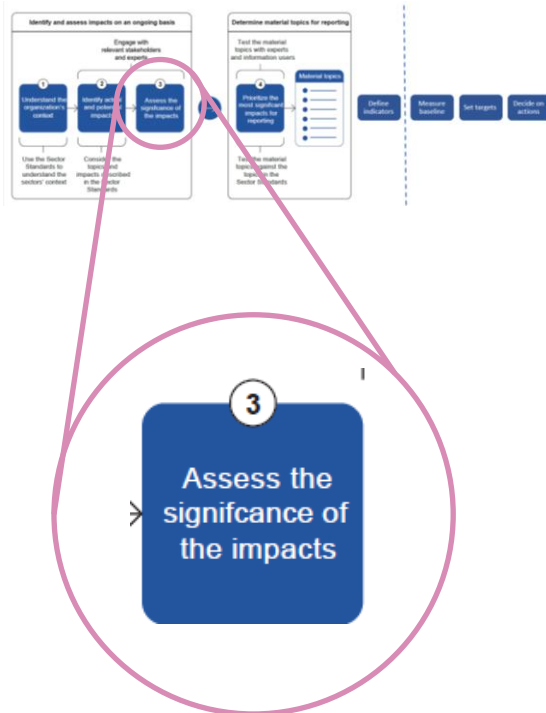 Identify and assess impacts on an ongoing basis
Determine material topics for reporting
Engage with
relevant stakeholders
and experts
Test the material
topics with experts
and information users
1
Understand the
organization's
context
2
Identify actual
and potential
impacts
3
Assess the
significance of
the impacts
4
Prioritize the
most significant
impacts for
reporting
Material topics
Define
indicators
Measure
baseline
Set targets
Decide on
actions
Use the Sector
Standards to
understand the
sectors' context
Consider the
topics and
impacts described
in the Sector
Standards
Test the material
topics against the
topics in the
Sector Standards
3
Assess the
signifcance of
the impacts